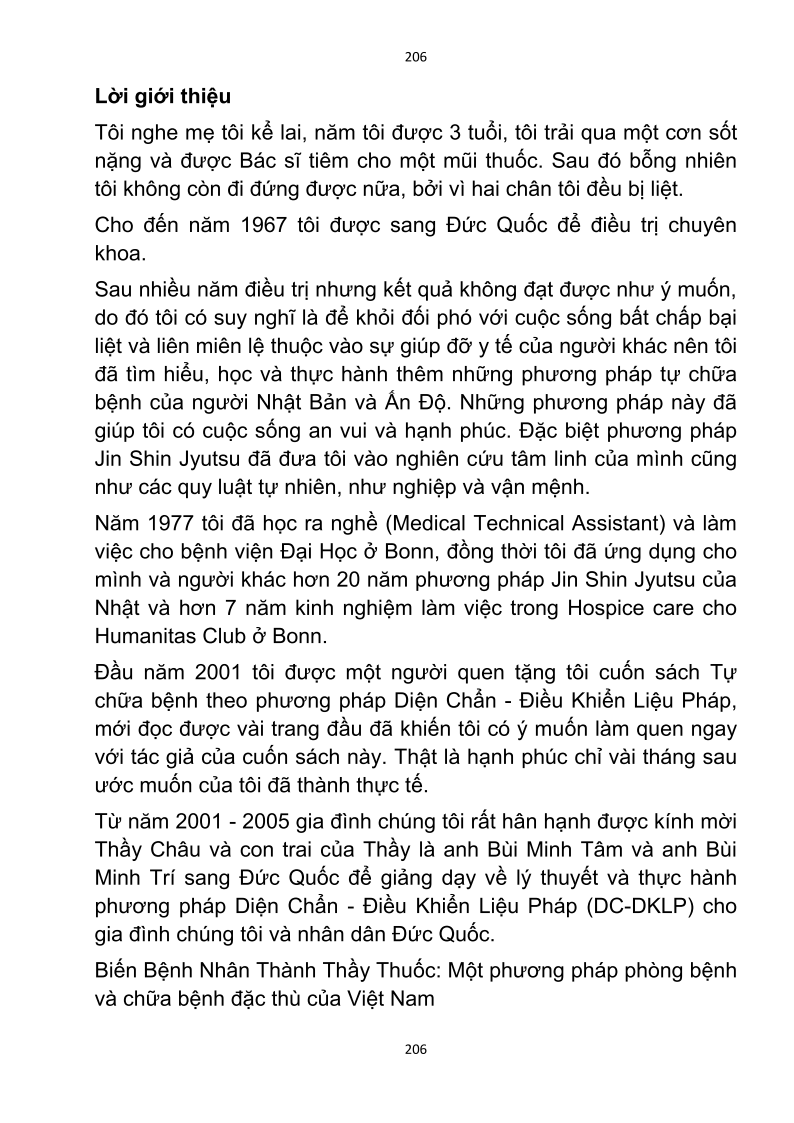 206
Lời giới thiệu
Tôi nghe mẹ tôi kể lai, năm tôi được 3 tuổi, tôi trải qua một cơn sốt
nặng và được Bác sĩ tiêm cho một mũi thuốc. Sau đó bỗng nhiên
tôi không còn đi đứng được nữa, bởi vì hai chân tôi đều bị liệt.
Cho đến năm 1967 tôi được sang Đức Quốc để điều trị chuyên
khoa.
Sau nhiều năm điều trị nhưng kết quả không đạt được như ý muốn,
do đó tôi có suy nghĩ là để khỏi đối phó với cuộc sống bất chấp bại
liệt và liên miên lệ thuộc vào sự giúp đỡ y tế của người khác nên tôi
đã tìm hiểu, học và thực hành thêm những phương pháp tự chữa
bệnh của người Nhật Bản và Ấn Độ. Những phương pháp này đã
giúp tôi có cuộc sống an vui và hạnh phúc. Đặc biệt phương pháp
Jin Shin Jyutsu đã đưa tôi vào nghiên cứu tâm linh của mình cũng
như các quy luật tự nhiên, như nghiệp và vận mệnh.
Năm 1977 tôi đã học ra nghề (Medical Technical Assistant) và làm
việc cho bệnh viện Đại Học ở Bonn, đồng thời tôi đã ứng dụng cho
mình và người khác hơn 20 năm phương pháp Jin Shin Jyutsu của
Nhật và hơn 7 năm kinh nghiệm làm việc trong Hospice care cho
Humanitas Club ở Bonn.
Đầu năm 2001 tôi được một người quen tặng tôi cuốn sách Tự
chữa bệnh theo phương pháp Diện Chẩn - Điều Khiển Liệu Pháp,
mới đọc được vài trang đầu đã khiến tôi có ý muốn làm quen ngay
với tác giả của cuốn sách này. Thật là hạnh phúc chỉ vài tháng sau
ước muốn của tôi đã thành thực tế.
Từ năm 2001 - 2005 gia đình chúng tôi rất hân hạnh được kính mời
Thầy Châu và con trai của Thầy là anh Bùi Minh Tâm và anh Bùi
Minh Trí sang Đức Quốc để giảng dạy về lý thuyết và thực hành
phương pháp Diện Chẩn - Điều Khiển Liệu Pháp (DC-DKLP) cho
gia đình chúng tôi và nhân dân Đức Quốc.
Biến Bệnh Nhân Thành Thầy Thuốc: Một phương pháp phòng bệnh
và chữa bệnh đặc thù của Việt Nam
206